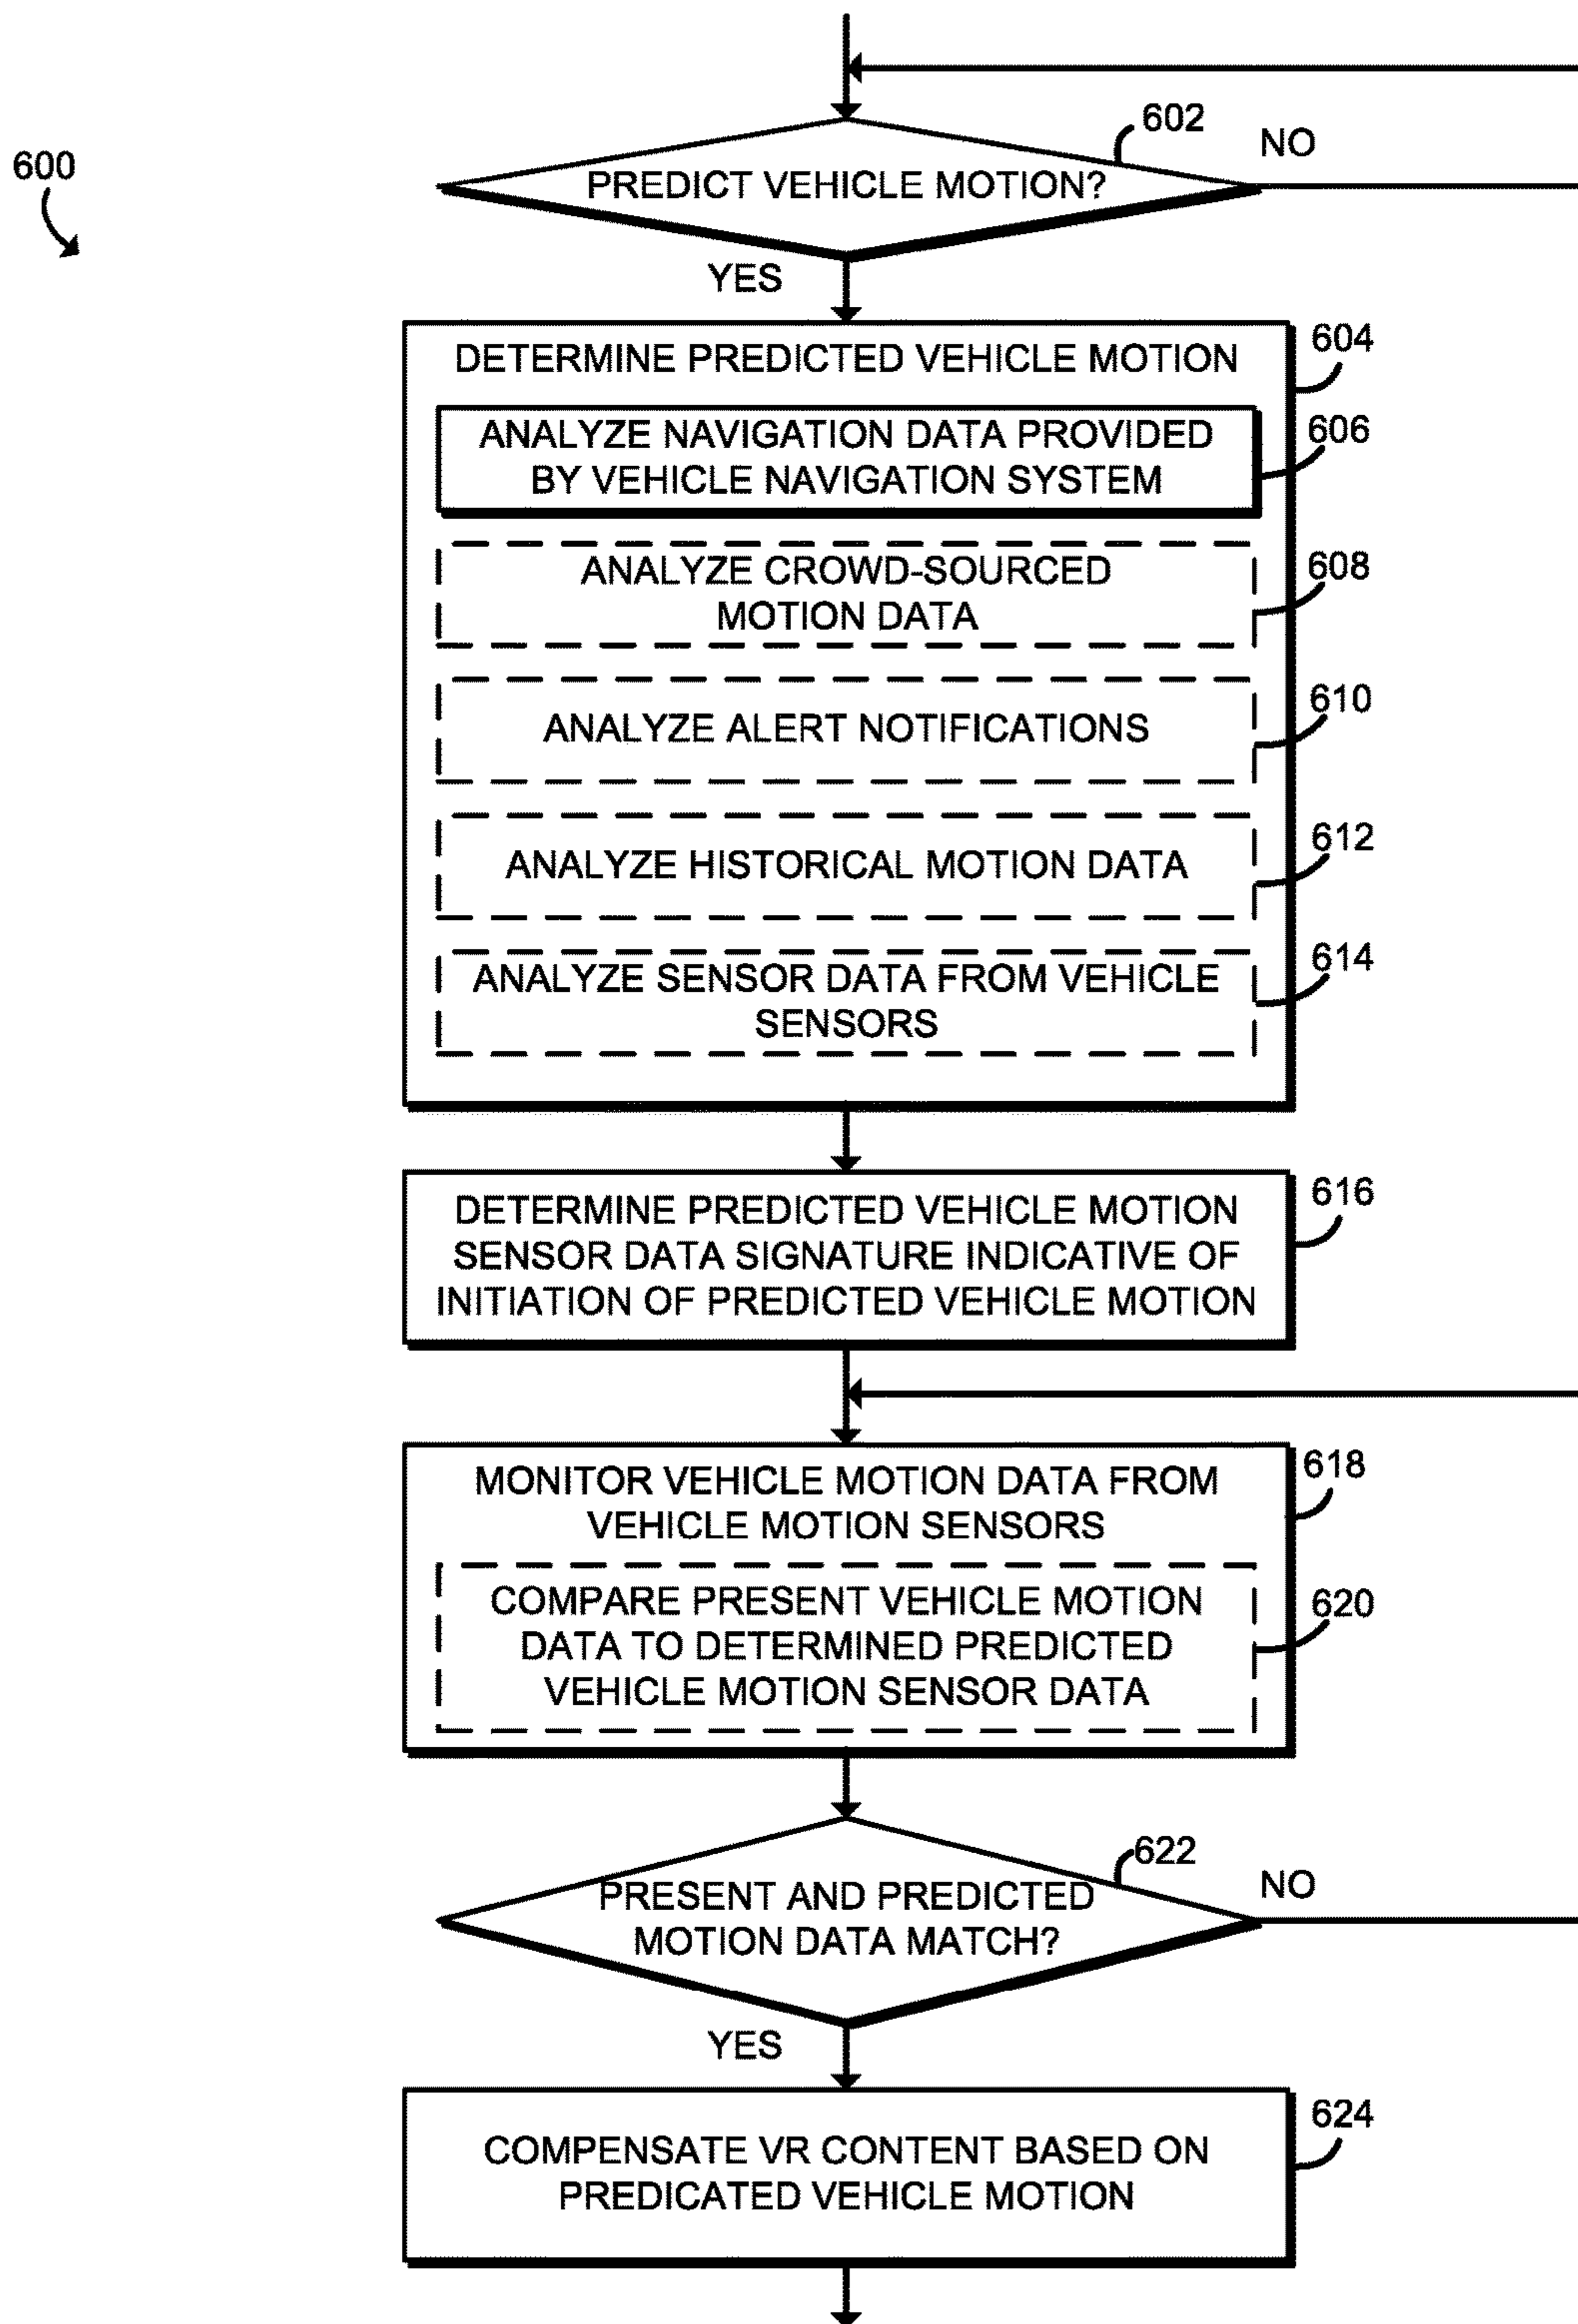 600
602
NO
PREDICT VEHICLE MOTION?
YES
604
DETERMINE PREDICTED VEHICLE MOTION
606
ANALYZE NAVIGATION DATA PROVIDED
BY VEHICLE NAVIGATION SYSTEM
608
ANALYZE CROWD-SOURCED
MOTION DATA
610
ANALYZE ALERT NOTIFICATIONS
612
ANALYZE HISTORICAL MOTION DATA
614
ANALYZE SENSOR DATA FROM VEHICLE
SENSORS
616
DETERMINE PREDICTED VEHICLE MOTION
SENSOR DATA SIGNATURE INDICATIVE OF
INITIATION OF PREDICTED VEHICLE MOTION
618
MONITOR VEHICLE MOTION DATA FROM
VEHICLE MOTION SENSORS
620
COMPARE PRESENT VEHICLE MOTION
DATA TO DETERMINED PREDICTED
VEHICLE MOTION SENSOR DATA
622
NO
PRESENT AND PREDICTED
MOTION DATA MATCH?
YES
624
COMPENSATE VR CONTENT BASED ON
PREDICATED VEHICLE MOTION